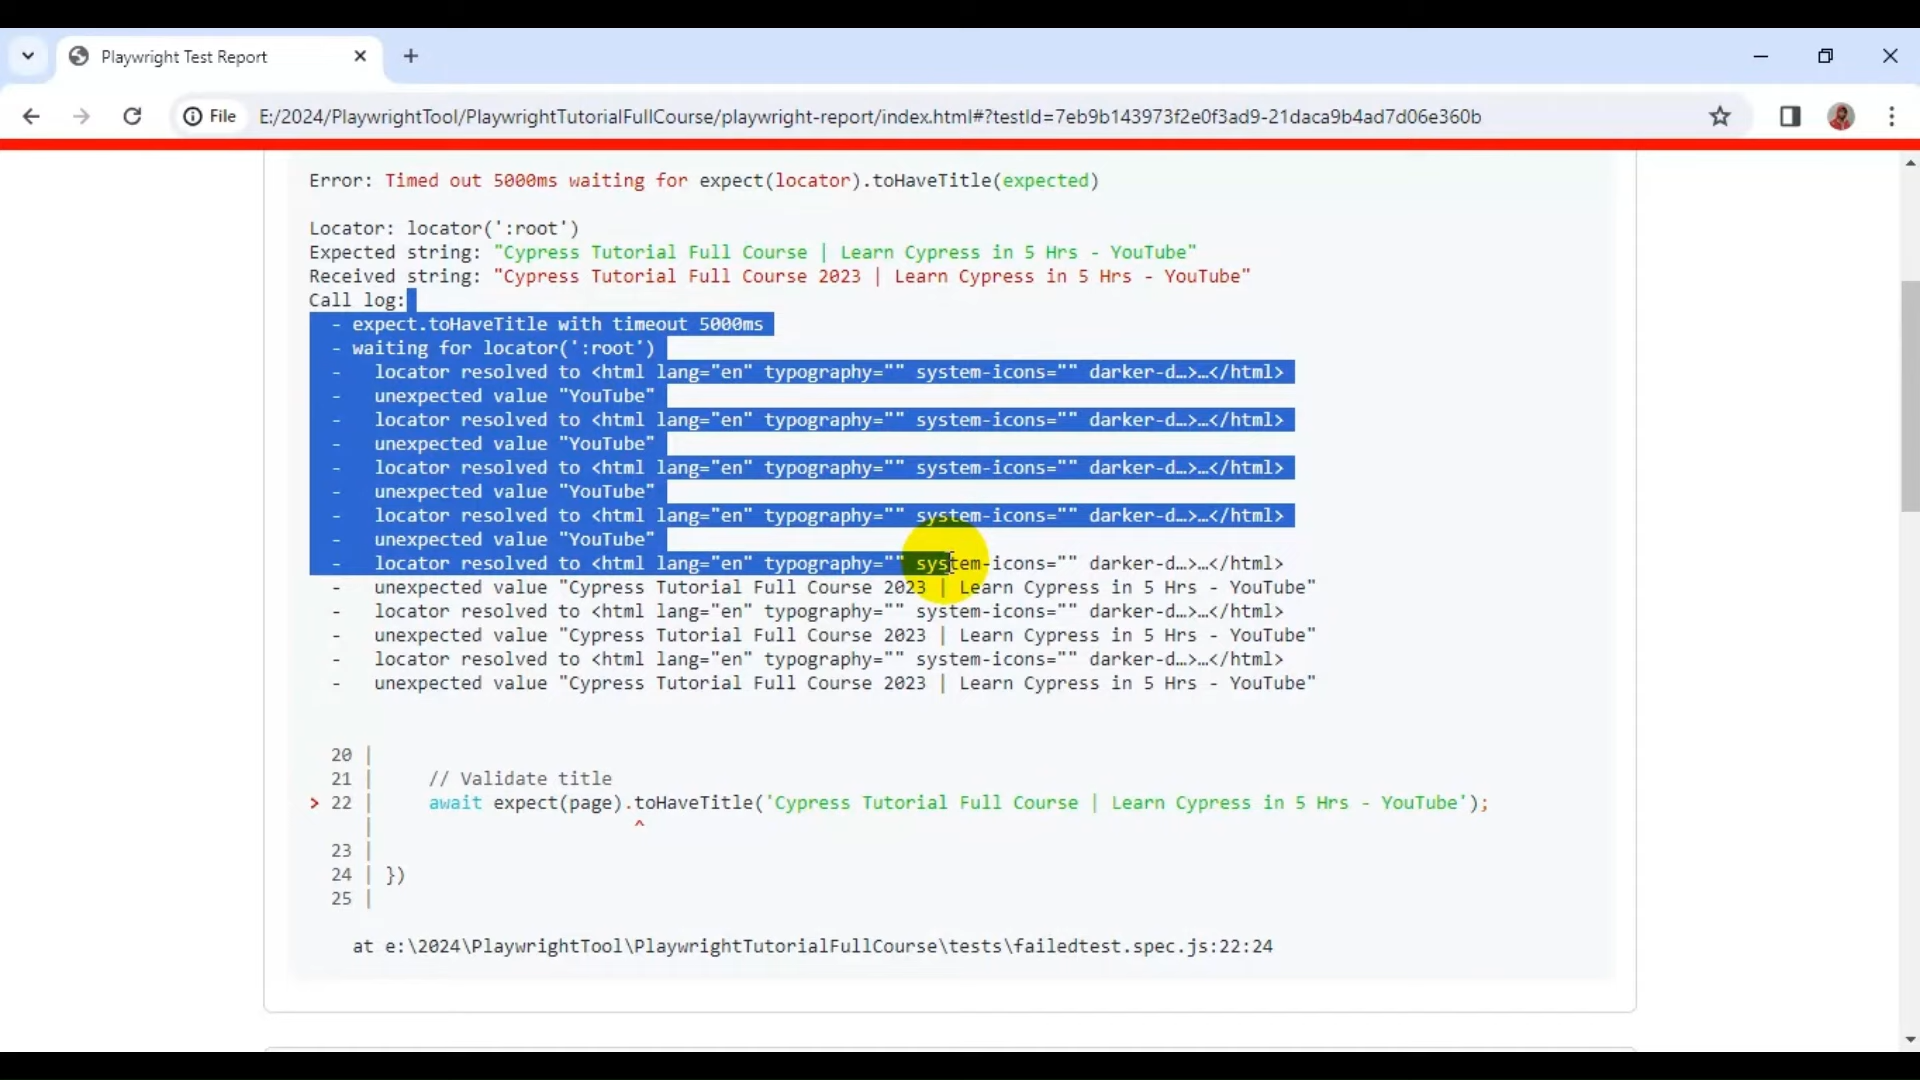 Playwright Test Report
File E:/2024/PlaywrightTool/PlaywrightTutorialFullCourse/playwright-report/index.html#?testId=7eb9b143973f2e0f3ad9-21daca9b4ad7d06e360b
Error: Timed out 5000ms waiting for expect(locator).toHaveTitle(expected)
Locator: locator(':root')
Expected string: "Cypress Tutorial Full Course | Learn Cypress in 5 Hrs - YouTube"
Received string: "Cypress Tutorial Full Course 2023 | Learn Cypress in 5 Hrs - YouTube"
Call log:
- expect.toHaveTitle with timeout 5000ms
- waiting for locator(':root')
- locator resolved to <html lang="en" typography="" system-icons="" darker-d…>…</html>
- unexpected value "YouTube"
- locator resolved to <html lang="en" typography="" system-icons="" darker-d…>…</html>
- unexpected value "YouTube"
- locator resolved to <html lang="en" typography="" system-icons="" darker-d…>…</html>
- unexpected value "YouTube"
- locator resolved to <html lang="en" typography="" system-icons="" darker-d…>…</html>
- unexpected value "YouTube"
- locator resolved to <html lang="en" typography="" system-icons="" darker-d…>…</html>
- unexpected value "Cypress Tutorial Full Course 2023 | Learn Cypress in 5 Hrs - YouTube"
- locator resolved to <html lang="en" typography="" system-icons="" darker-d…>…</html>
- unexpected value "Cypress Tutorial Full Course 2023 | Learn Cypress in 5 Hrs - YouTube"
- locator resolved to <html lang="en" typography="" system-icons="" darker-d…>…</html>
- unexpected value "Cypress Tutorial Full Course 2023 | Learn Cypress in 5 Hrs - YouTube"
20 |
21 | // Validate title
> 22 | await expect(page).toHaveTitle('Cypress Tutorial Full Course | Learn Cypress in 5 Hrs - YouTube');
| ^
23 |
24 | })
25 |
at e:\2024\PlaywrightTool\PlaywrightTutorialFullCourse\tests\failedtest.spec.js:22:24